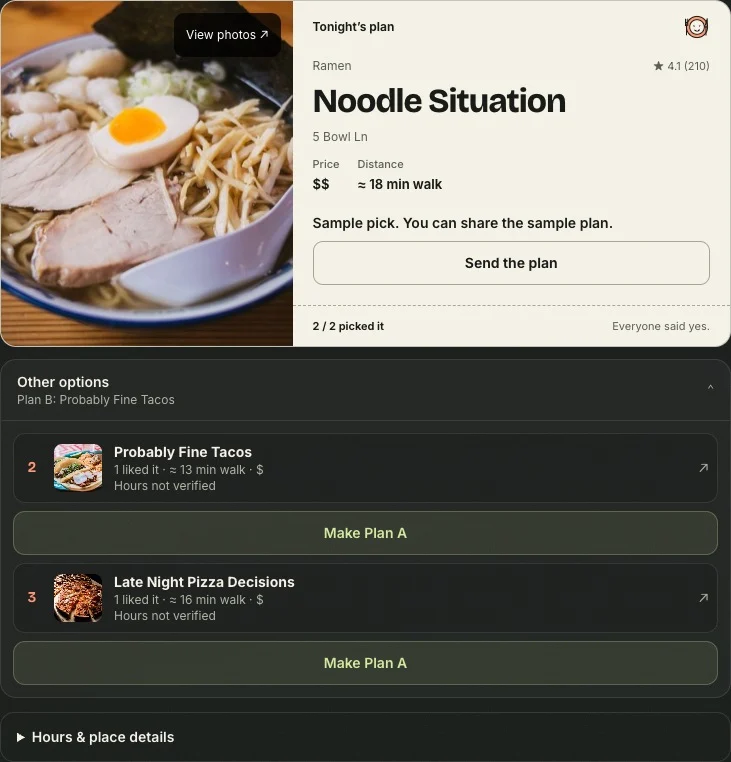 View photos ↗
Tonight’s plan
Ramen
★ 4.1 (210)
Noodle Situation
5 Bowl Ln
Price Distance
$$ ≈ 18 min walk
Sample pick. You can share the sample plan.
Send the plan
2 / 2 picked it
Everyone said yes.
Other options
Plan B: Probably Fine Tacos
2
Probably Fine Tacos
1 liked it · ≈ 13 min walk · $
Hours not verified
Make Plan A
3
Late Night Pizza Decisions
1 liked it · ≈ 16 min walk · $
Hours not verified
Make Plan A
Hours & place details